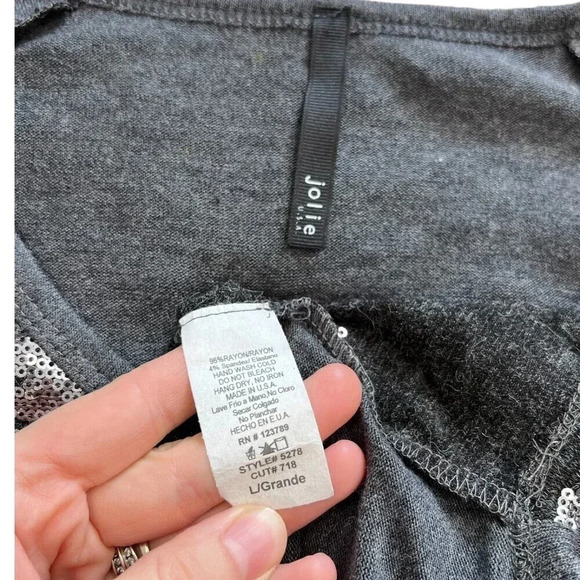 jolie
U.S.A.
96%RAYON/RAYON
4% Spandex/ Elastano
HAND WASH COLD
DO NOT BLEACH
HANG DRY, NO IRON
MADE IN U.S.A.
Lave Frio a Mano, No Cloro
Secar Colgado
No Planchar
HECHO EN E.U.A.
RN # 123789
STYLE# 5278
CUT# 718
L/Grande